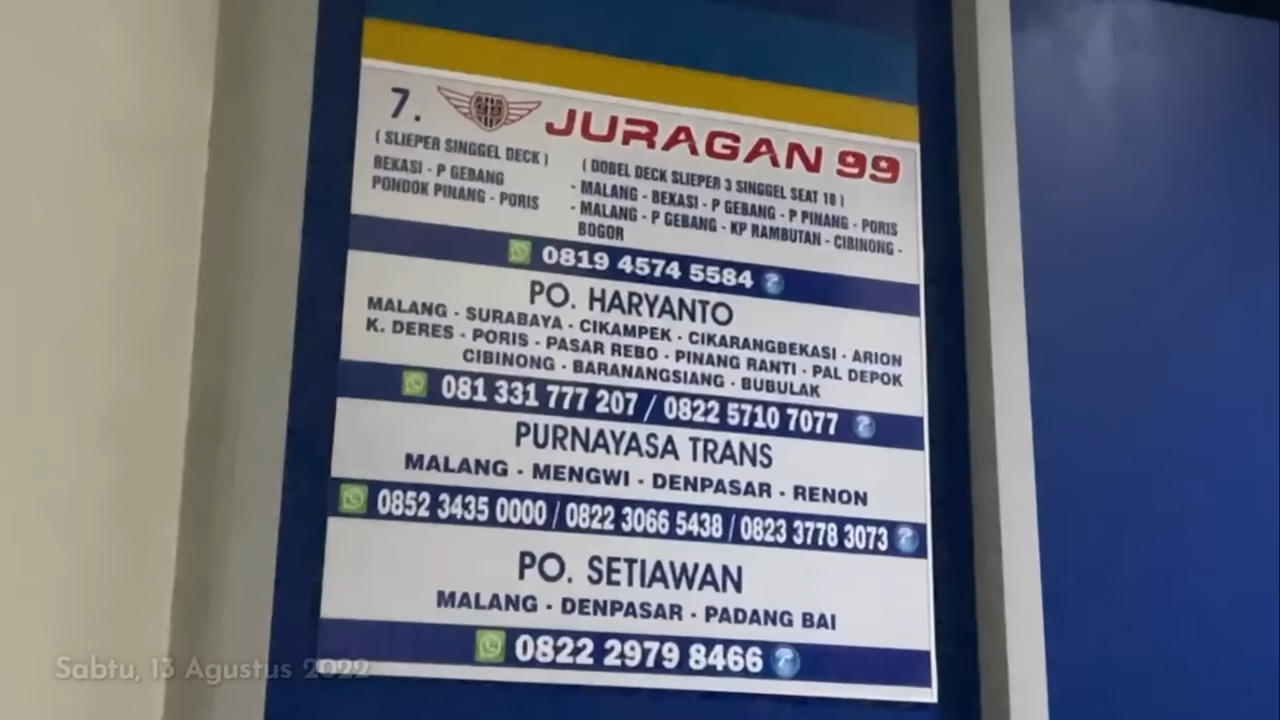 7. 99 JURAGAN 99
( SLIEPER SINGGEL DECK )
BEKASI - P GEBANG
PONDOK PINANG - PORIS
( DOBEL DECK SLIEPER 3 SINGGEL SEAT 18 )
- MALANG - BEKASI - P GEBANG - P PINANG - PORIS
- MALANG - P GEBANG - KP RAMBUTAN - CIBINONG -
BOGOR
0819 4574 5584
PO. HARYANTO
MALANG - SURABAYA - CIKAMPEK - CIKARANGBEKASI - ARION
K. DERES - PORIS - PASAR REBO - PINANG RANTI - PAL DEPOK
CIBINONG - BARANANGSIANG - BUBULAK
081 331 777 207 / 0822 5710 7077
PURNAYASA TRANS
MALANG - MENGWI - DENPASAR - RENON
0852 3435 0000 / 0822 3066 5438 / 0823 3778 3073
PO. SETIAWAN
MALANG - DENPASAR - PADANG BAI
0822 2979 8466
Sabtu, 13 Agustus 2022